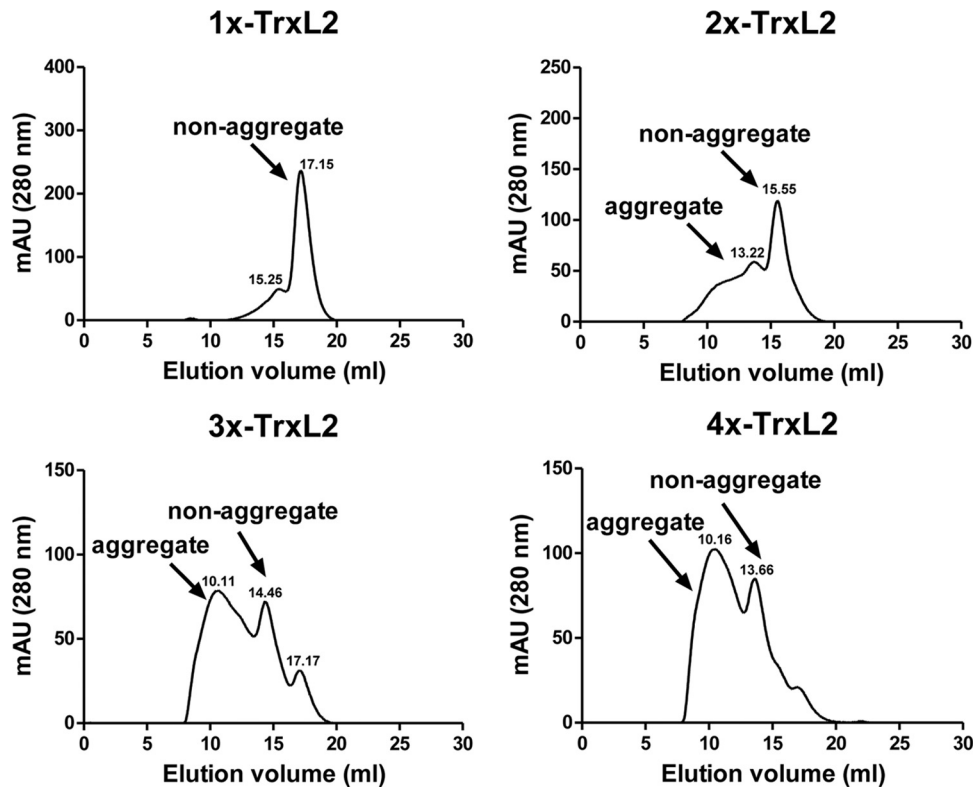 1x-TrxL2
mAU (280 nm)
400
300
200
100
0
non-aggregate
17.15
15.25
0 5 10 15 20 25 30
Elution volume (ml)
2x-TrxL2
mAU (280 nm)
250
200
150
100
50
0
non-aggregate
15.55
aggregate
13.22
0 5 10 15 20 25 30
Elution volume (ml)
3x-TrxL2
mAU (280 nm)
150
100
50
0
non-aggregate
aggregate
10.11
14.46
17.17
0 5 10 15 20 25 30
Elution volume (ml)
4x-TrxL2
mAU (280 nm)
150
100
50
0
non-aggregate
aggregate
10.16
13.66
0 5 10 15 20 25 30
Elution volume (ml)